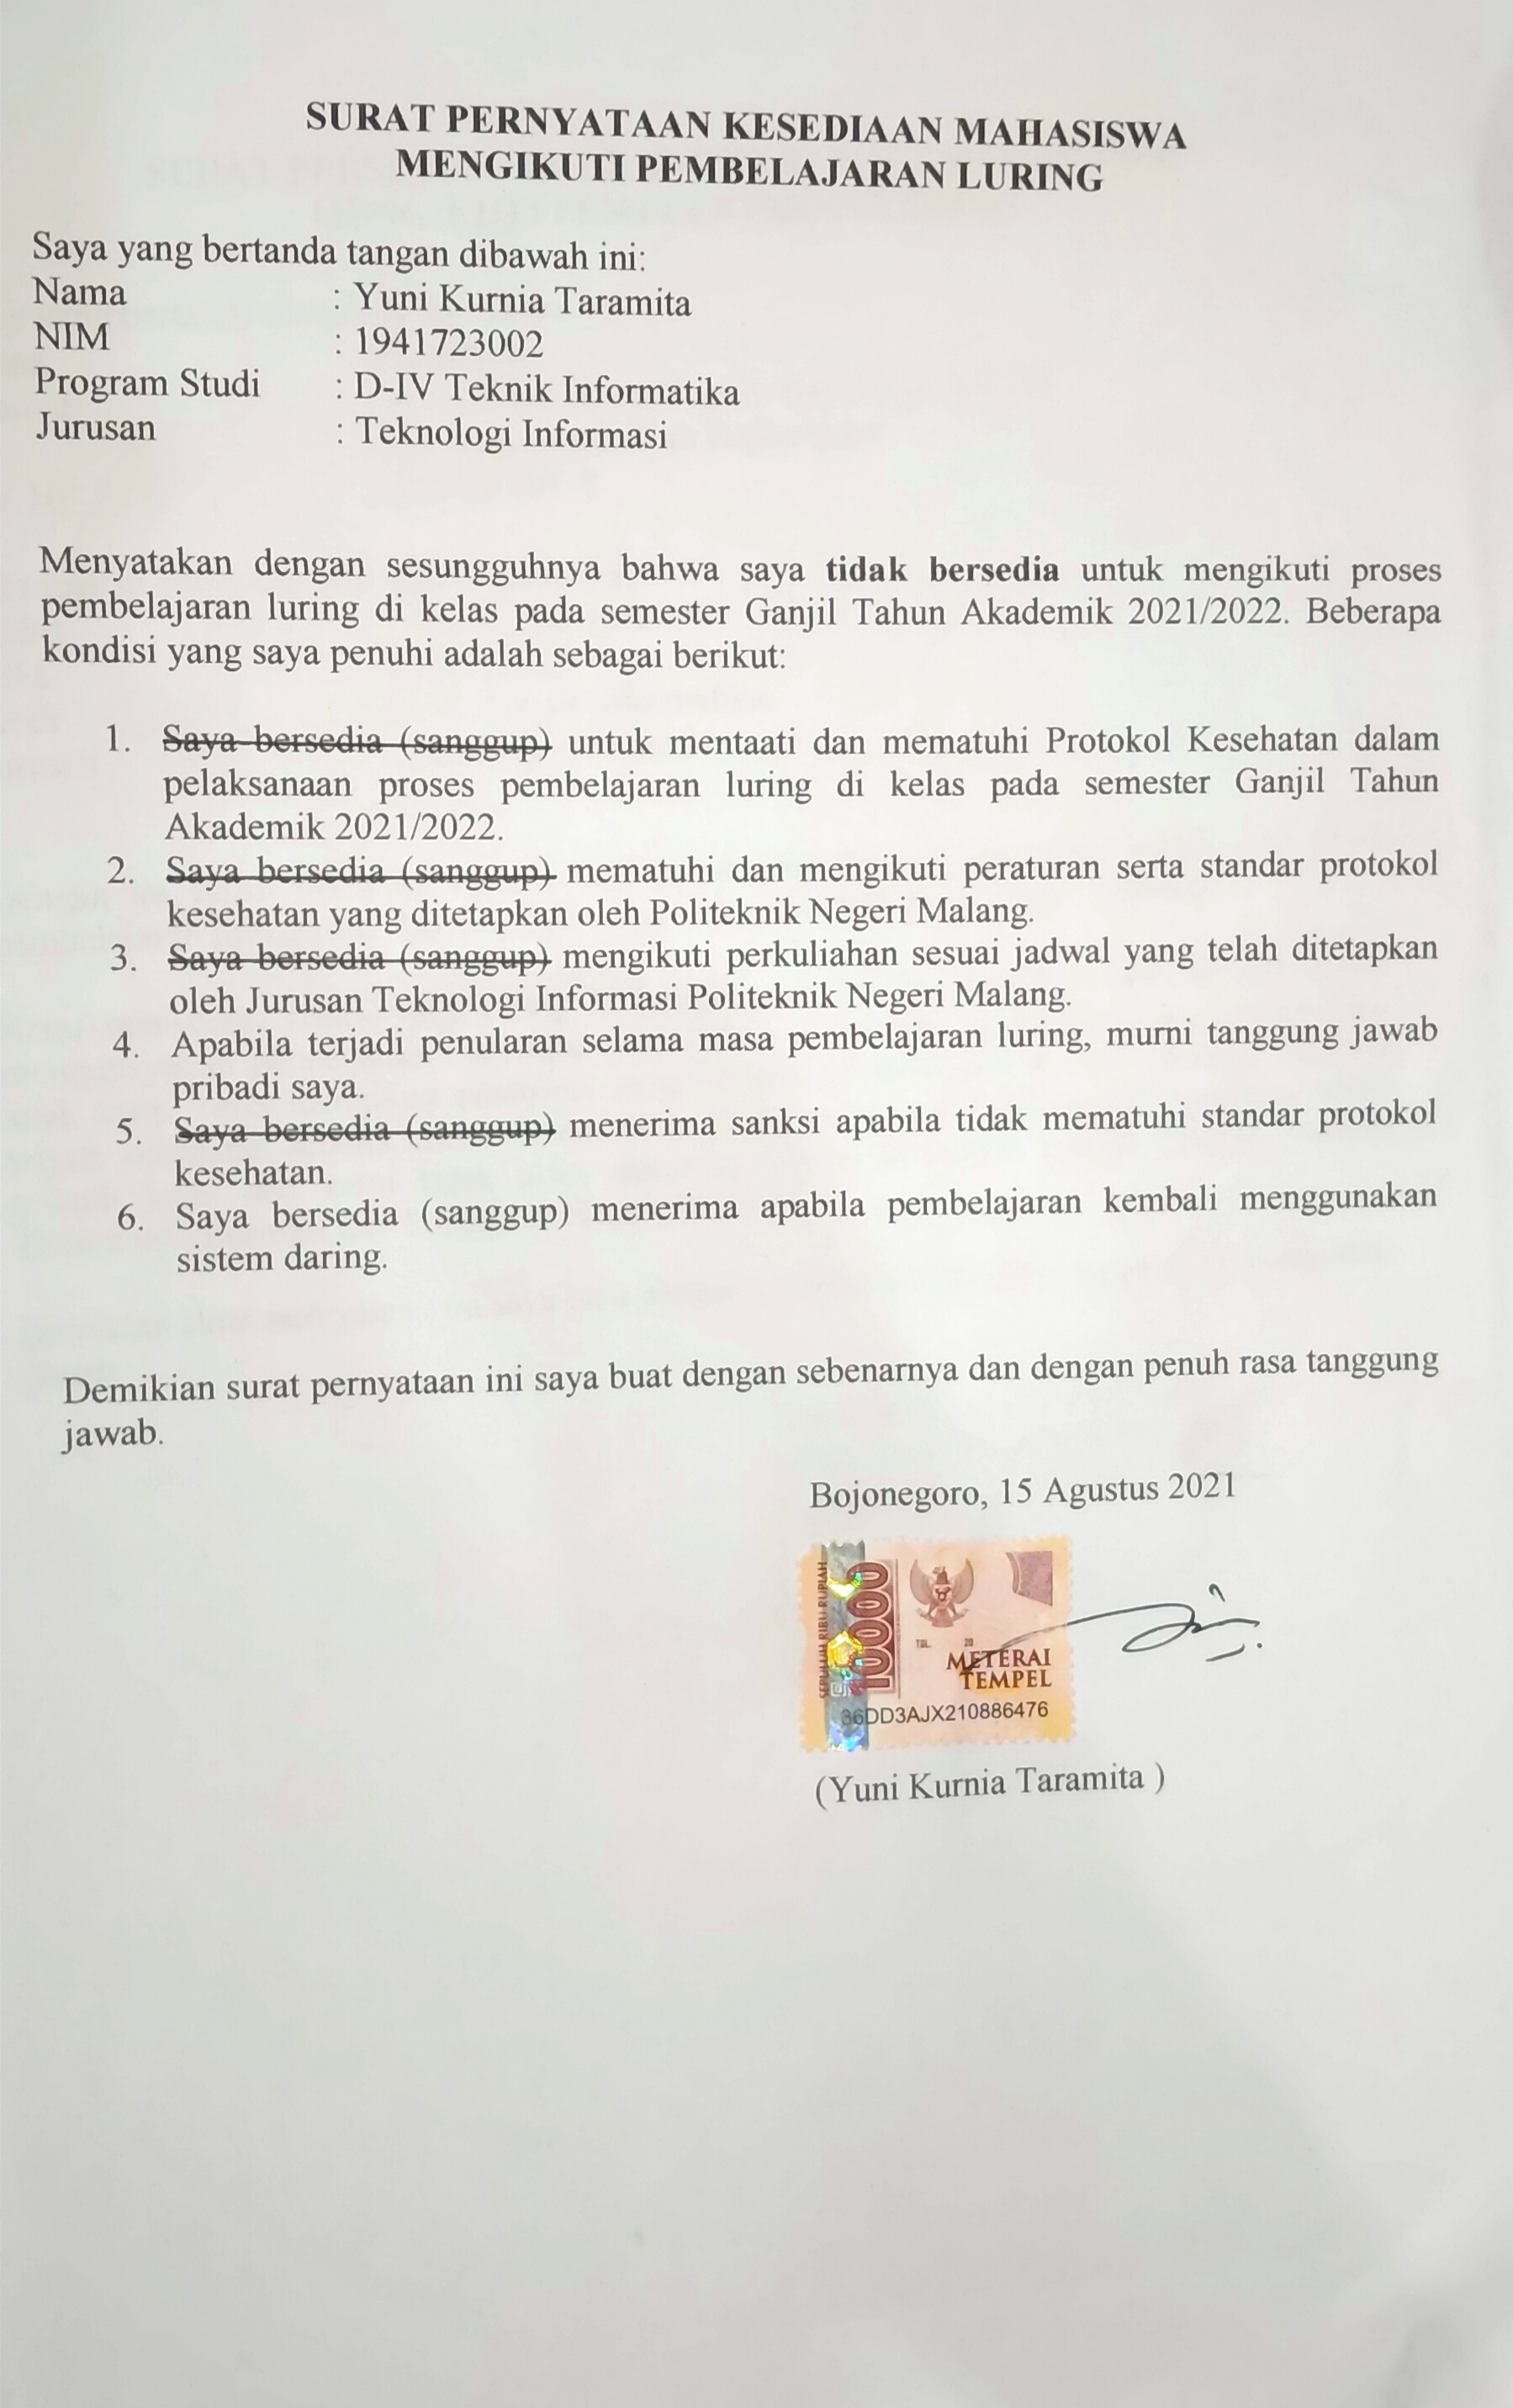 SURAT PERNYATAAN KESEDIAAN MAHASISWA
MENGIKUTI PEMBELAJARAN LURING
Saya yang bertanda tangan dibawah ini:
Nama : Yuni Kurnia Taramita
NIM : 1941723002
Program Studi : D-IV Teknik Informatika
Jurusan : Teknologi Informasi
Menyatakan dengan sesungguhnya bahwa saya tidak bersedia untuk mengikuti proses
pembelajaran luring di kelas pada semester Ganjil Tahun Akademik 2021/2022. Beberapa
kondisi yang saya penuhi adalah sebagai berikut:
1. Saya bersedia (sanggup) untuk mentaati dan mematuhi Protokol Kesehatan dalam
pelaksanaan proses pembelajaran luring di kelas pada semester Ganjil Tahun
Akademik 2021/2022.
2. Saya bersedia (sanggup) mematuhi dan mengikuti peraturan serta standar protokol
kesehatan yang ditetapkan oleh Politeknik Negeri Malang.
3. Saya bersedia (sanggup) mengikuti perkuliahan sesuai jadwal yang telah ditetapkan
oleh Jurusan Teknologi Informasi Politeknik Negeri Malang.
4. Apabila terjadi penularan selama masa pembelajaran luring, murni tanggung jawab
pribadi saya.
5. Saya bersedia (sanggup) menerima sanksi apabila tidak mematuhi standar protokol
kesehatan.
6. Saya bersedia (sanggup) menerima apabila pembelajaran kembali menggunakan
sistem daring.
Demikian surat pernyataan ini saya buat dengan sebenarnya dan dengan penuh rasa tanggung
jawab.
Bojonegoro, 15 Agustus 2021
SEPULUH RIBU RUPIAH
10000
TGL. 20
METERAI
TEMPEL
36DD3AJX210886476
(Yuni Kurnia Taramita )